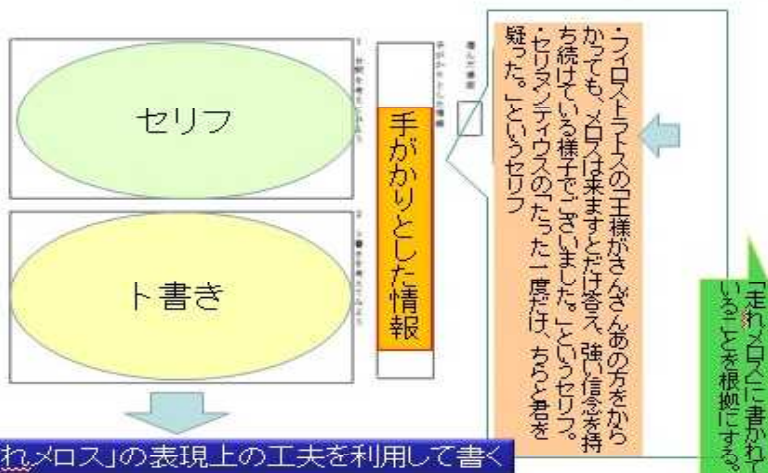 「走れメロス」に書かれて
いることを根拠にする。
・フィロストラトスの「王様がさんざんあの方をから
かっても、メロスは来ますとだけ答え、強い信念を持
ち続けている様子でございました。」というセリフ。
・セリヌンティウスの「たった一度だけ、ちらと君を
疑った。」というセリフ
手がかりとした情報
セリフ
ト書き
れメロス」の表現上の工夫を利用して書く